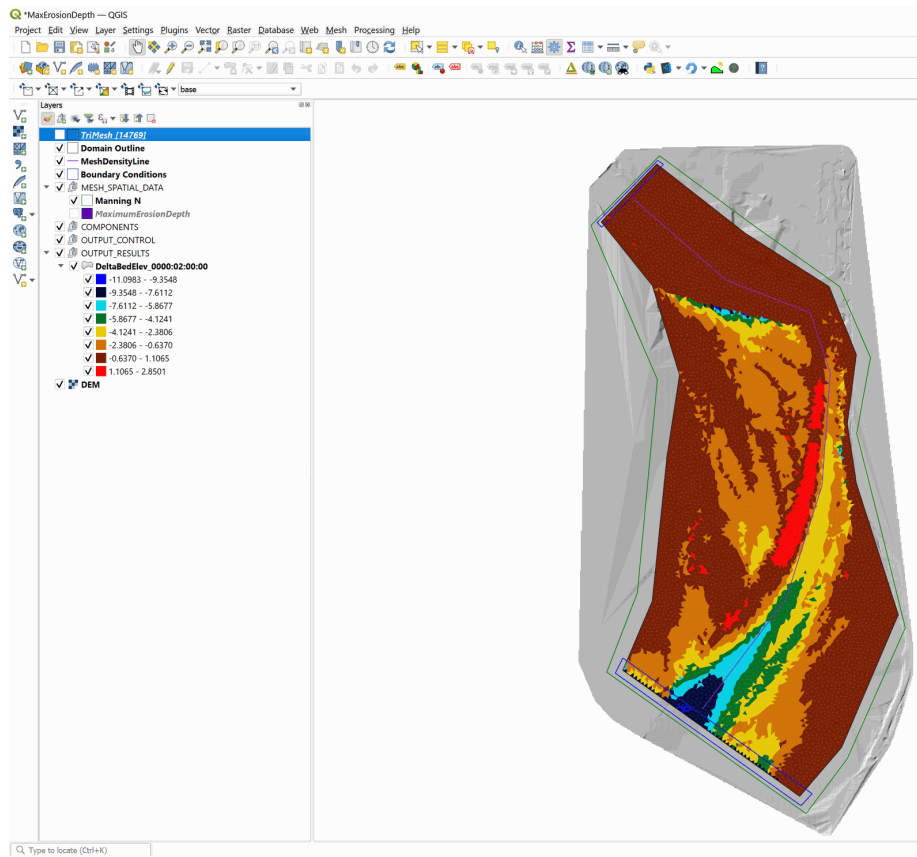 *MaxErosionDepth — QGIS
Project Edit View Layer Settings Plugins Vector Raster Database Web Mesh Processing Help
base
Layers
TriMesh [14769]
Domain Outline
MeshDensityLine
Boundary Conditions
MESH_SPATIAL_DATA
Manning N
MaximumErosionDepth
COMPONENTS
OUTPUT_CONTROL
OUTPUT_RESULTS
DeltaBedElev_0000:02:00:00
-11.0983 - -9.3548
-9.3548 - -7.6112
-7.6112 - -5.8677
-5.8677 - -4.1241
-4.1241 - -2.3806
-2.3806 - -0.6370
-0.6370 - 1.1065
1.1065 - 2.8501
DEM
Type to locate (Ctrl+K)